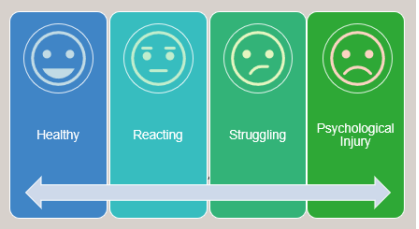 Healthy
Reacting
Struggling
Psychological
Injury